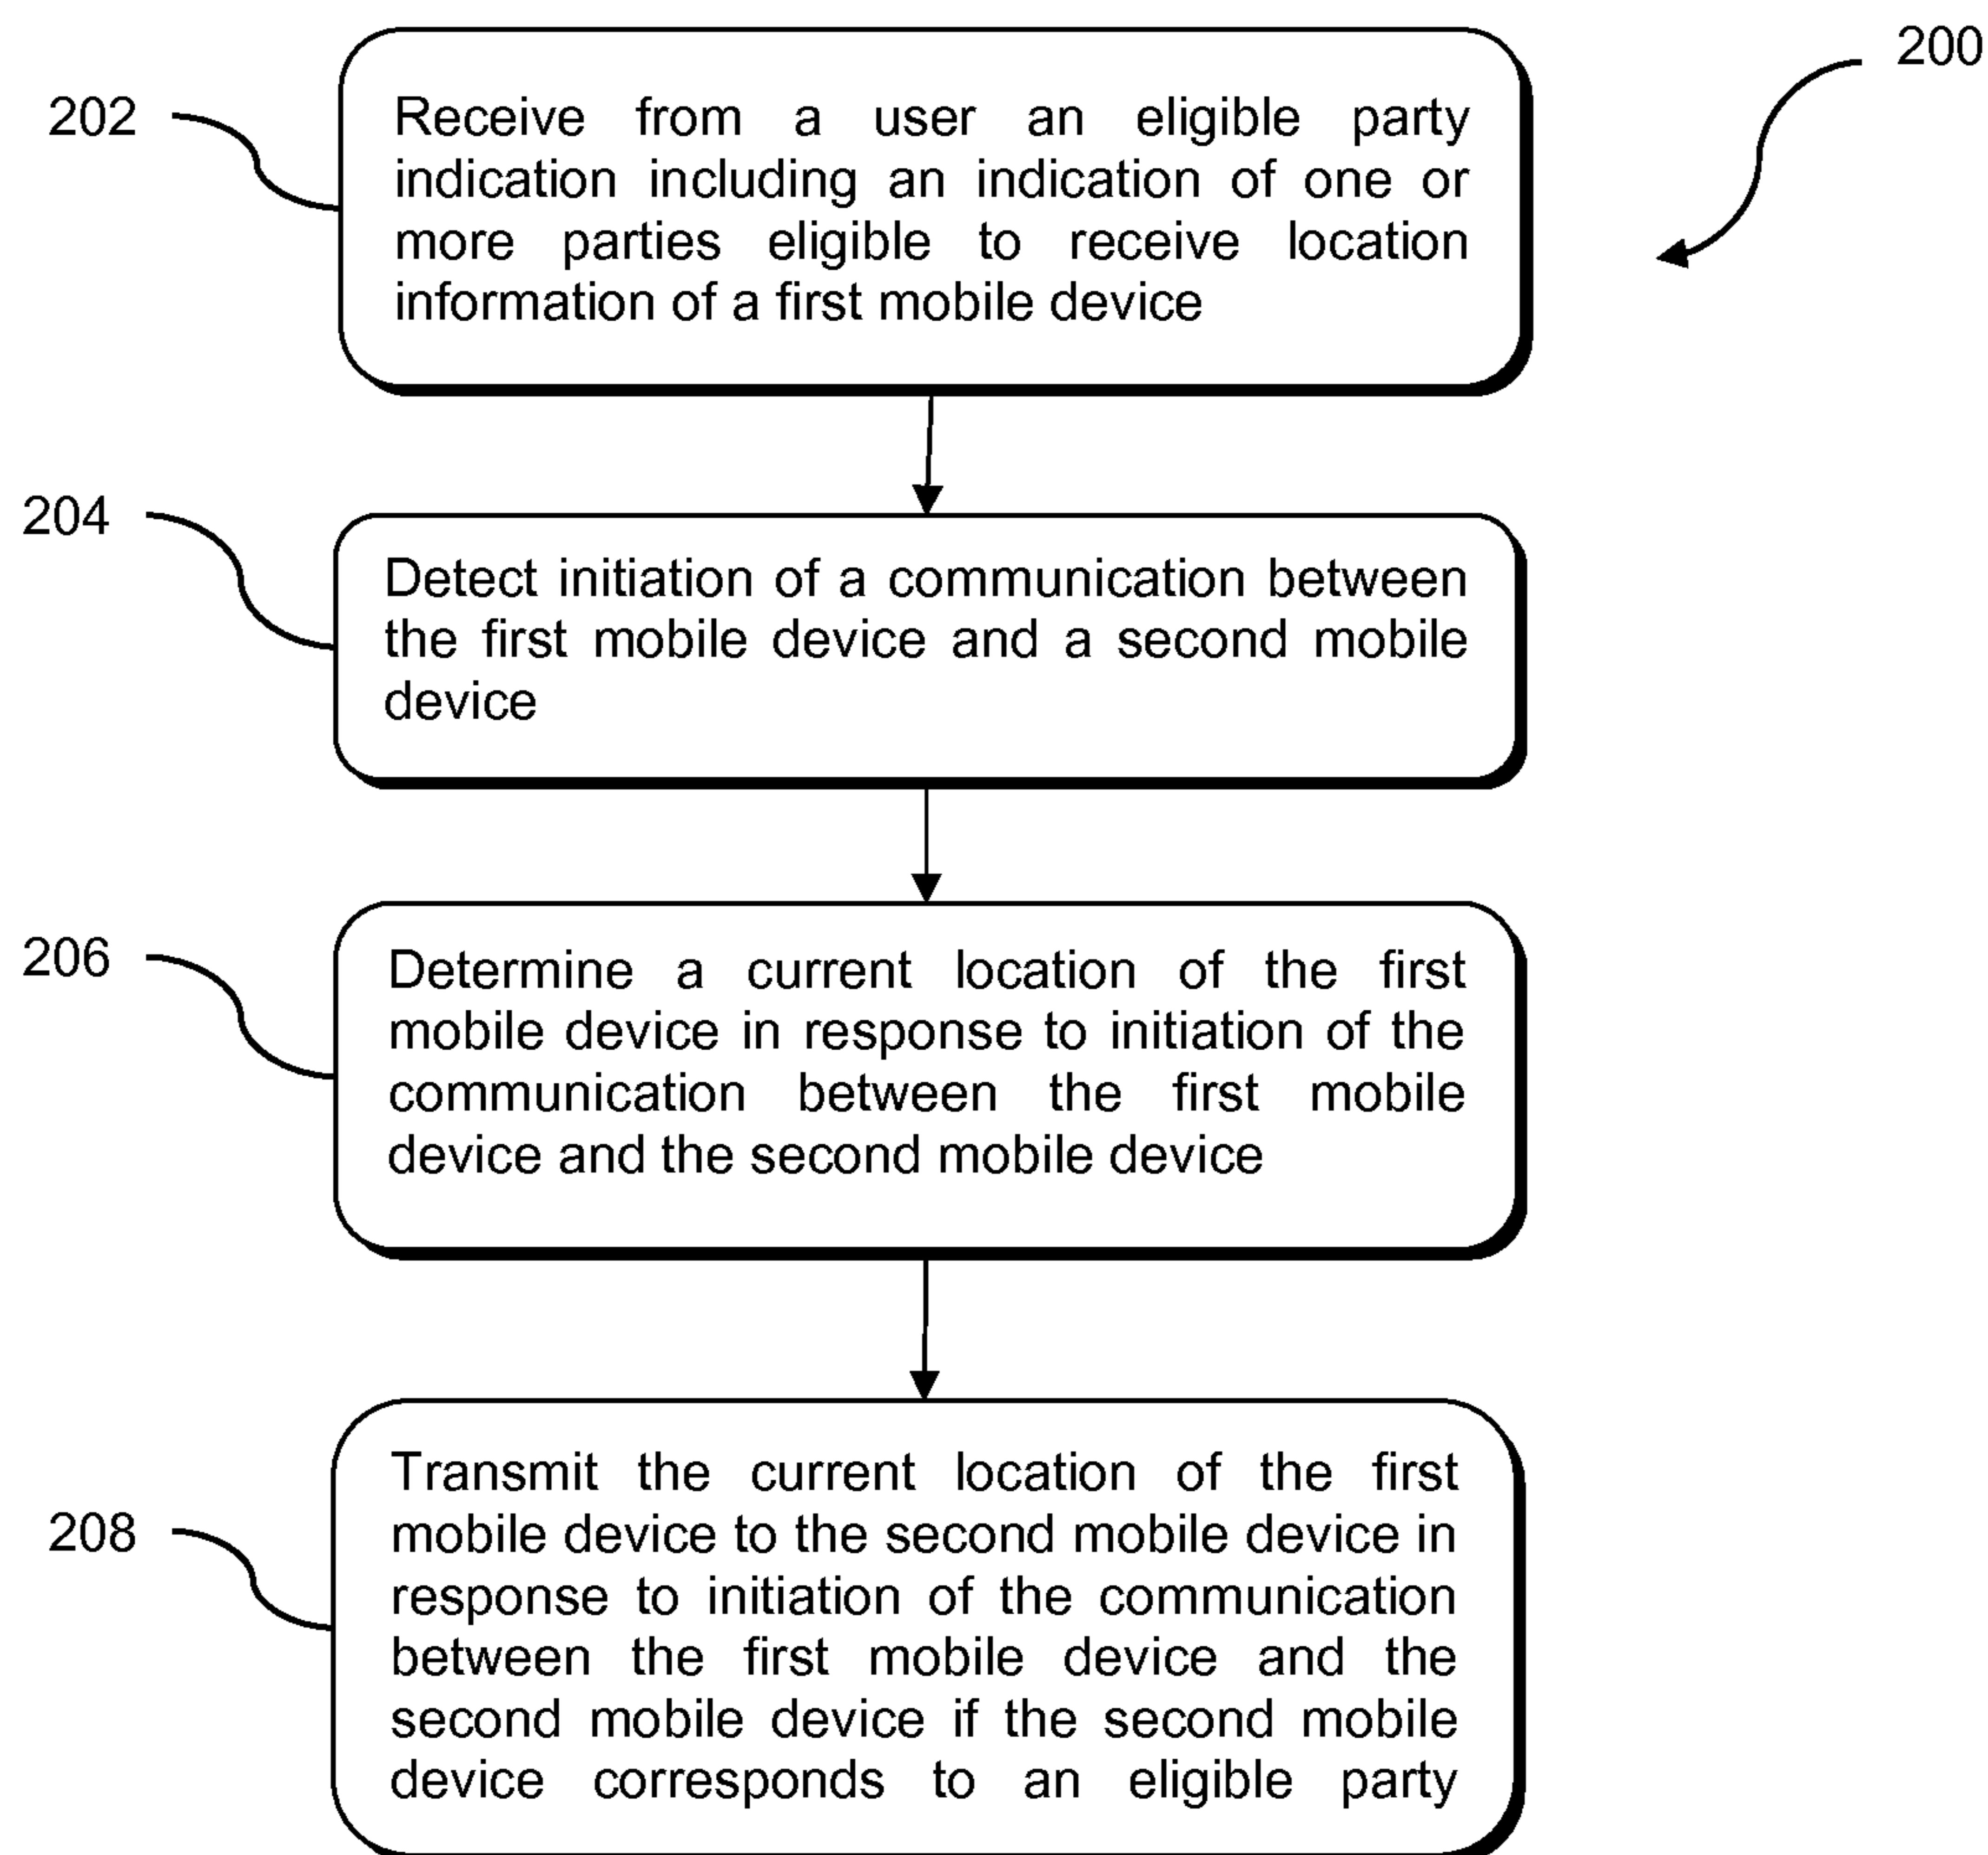 200
202
Receive from a user an eligible party
indication including an indication of one or
more parties eligible to receive location
information of a first mobile device
204
Detect initiation of a communication between
the first mobile device and a second mobile
device
206
Determine a current location of the first
mobile device in response to initiation of the
communication between the first mobile
device and the second mobile device
208
Transmit the current location of the first
mobile device to the second mobile device in
response to initiation of the communication
between the first mobile device and the
second mobile device if the second mobile
device corresponds to an eligible party